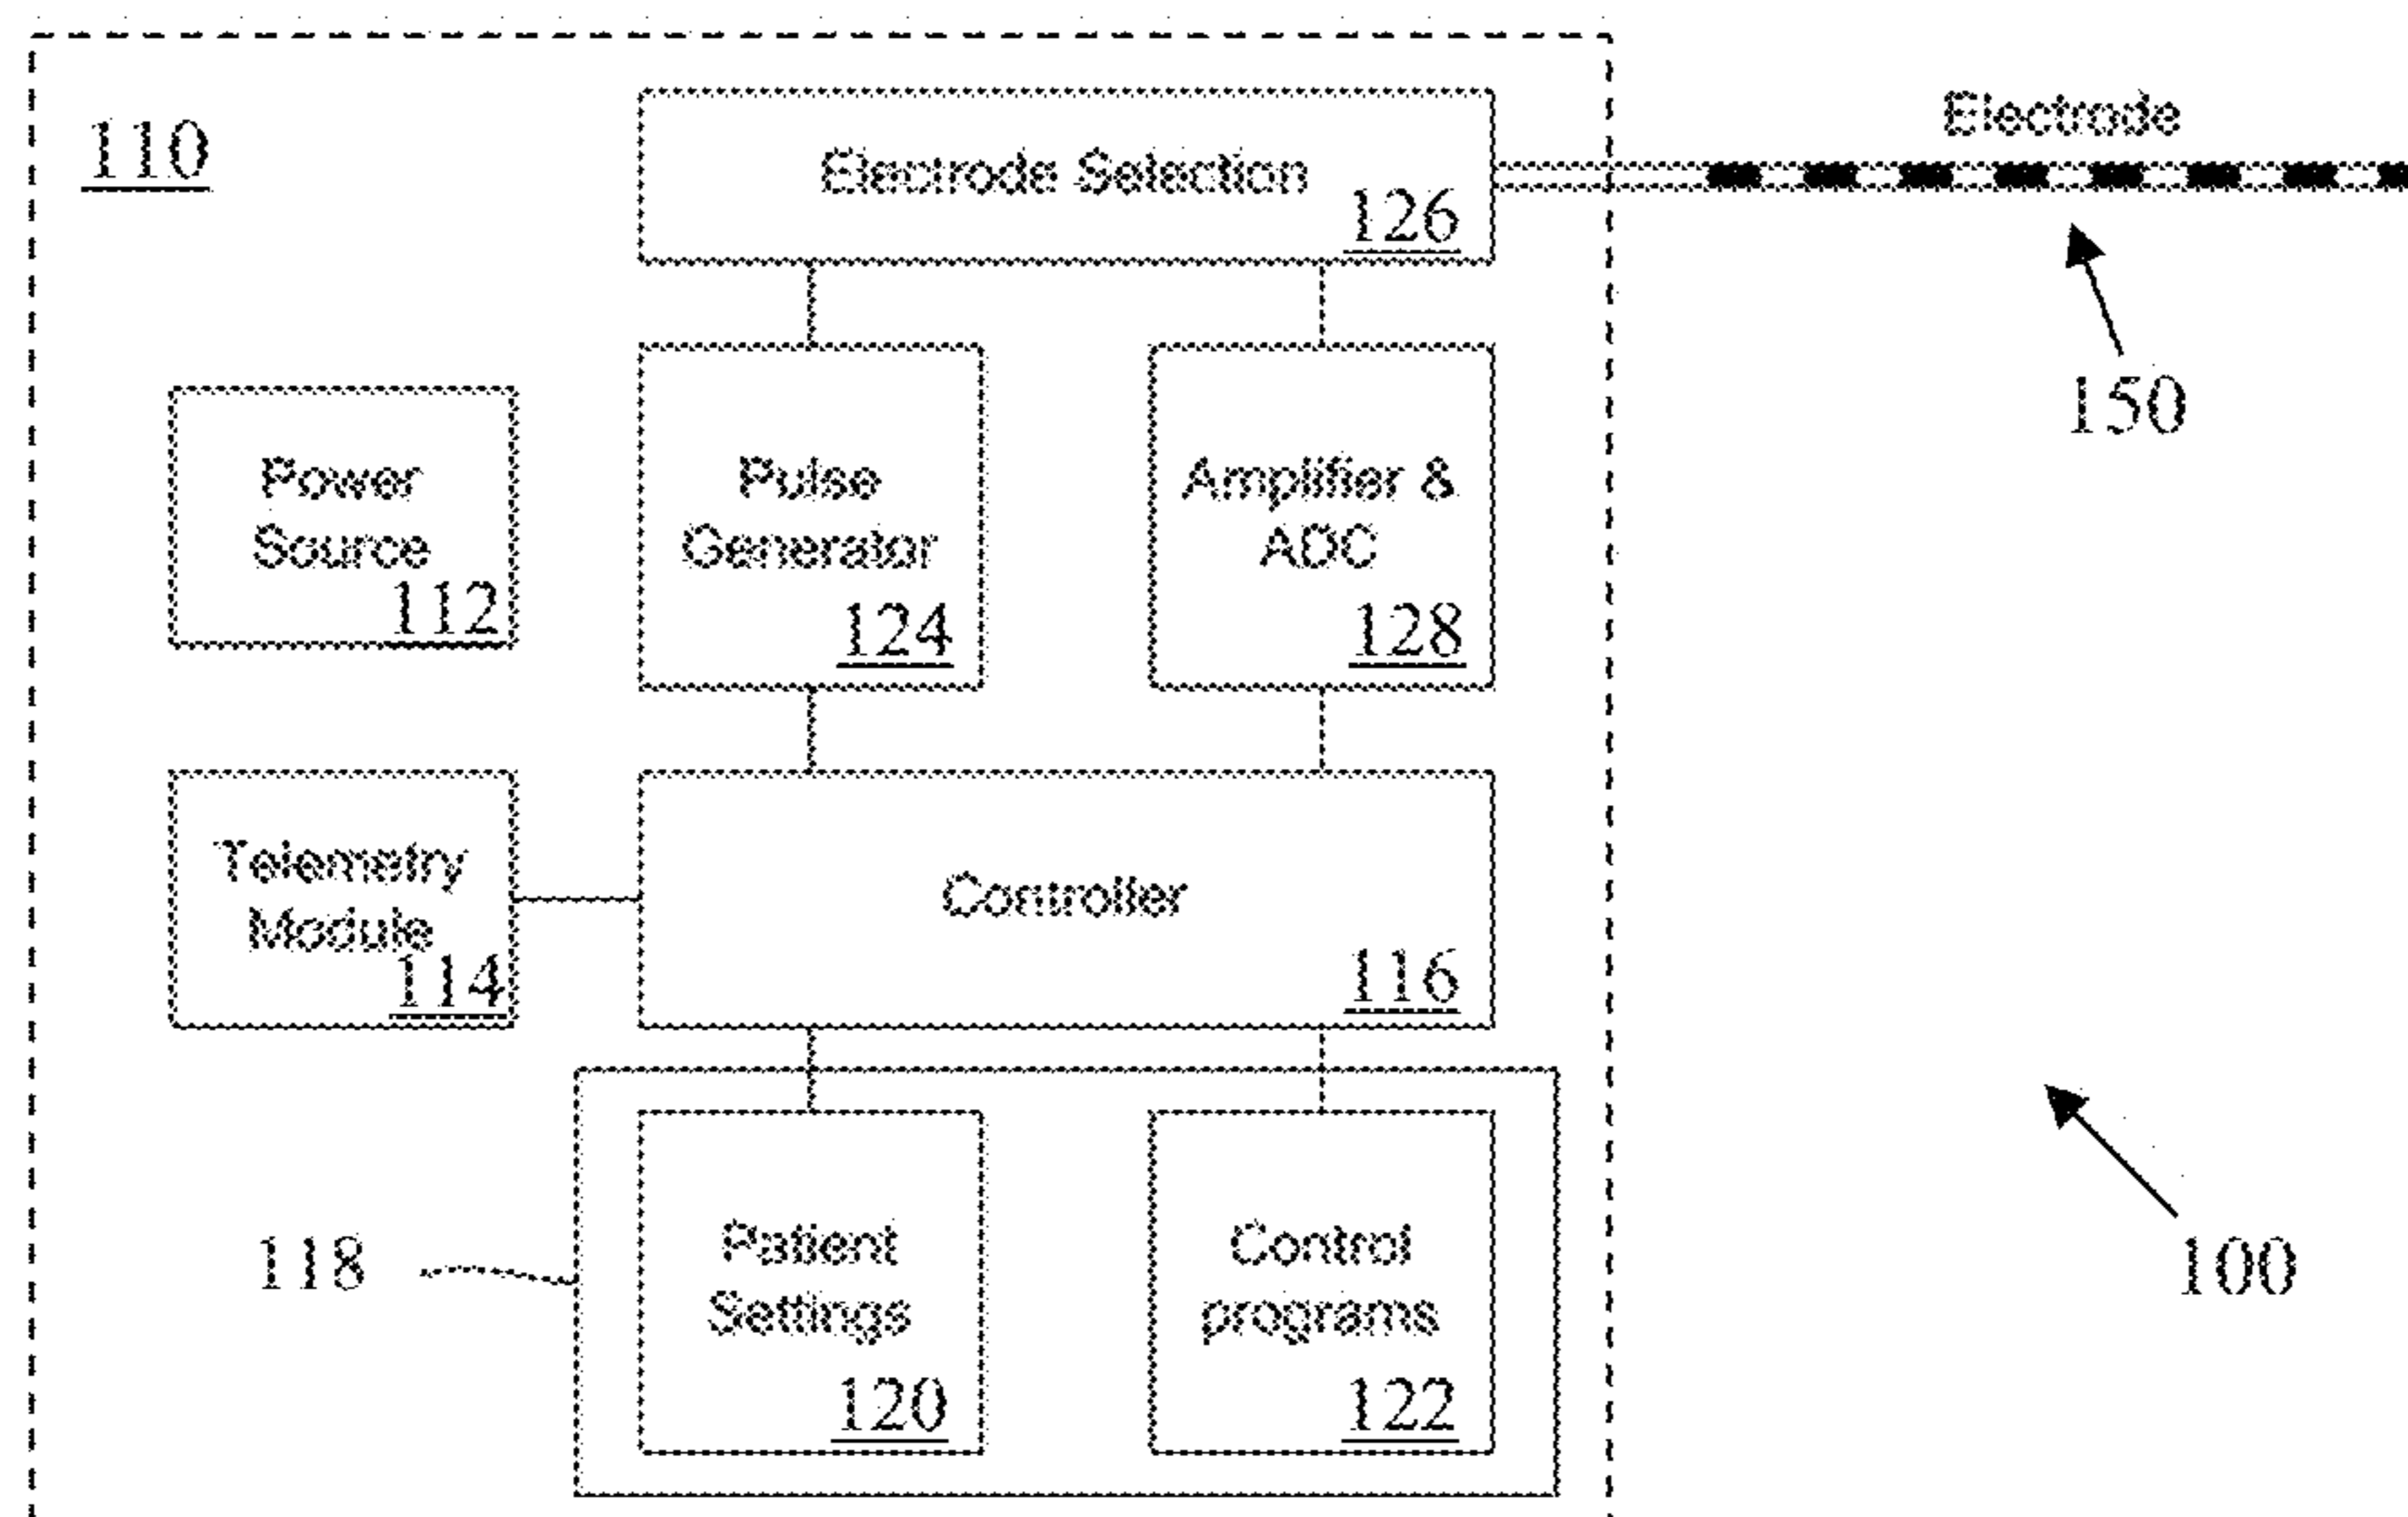 110
Electrode Selection
126
Electrode
150
Power
Source
112
Pulse
Generator
124
Amplifier &
ADC
128
Telemetry
Module
114
Controller
116
118
Patient
Settings
120
Control
programs
122
100